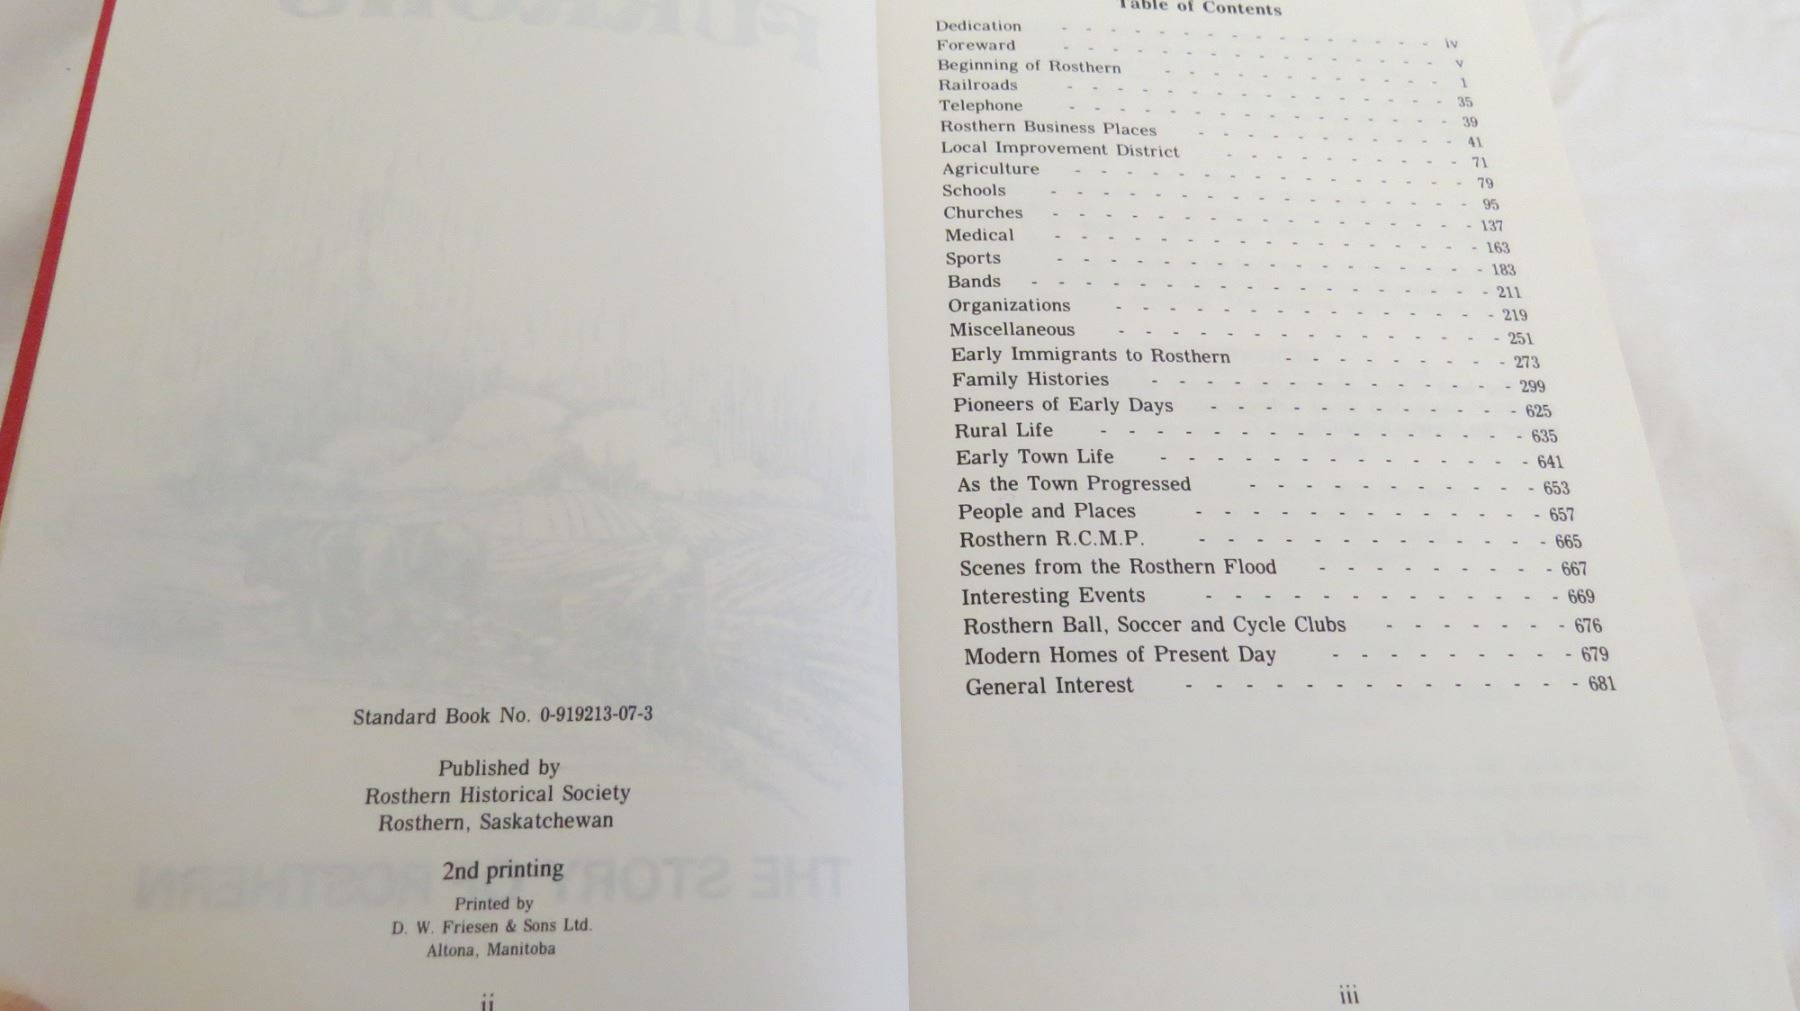 Standard Book No. 0-919213-07-3
Published by
Rosthern Historical Society
Rosthern, Saskatchewan
2nd printing
Printed by
D. W. Friesen & Sons Ltd.
Altona, Manitoba
ii
Table of Contents
Dedication - - - - - - - - - - - - - - - iv
Foreward - - - - - - - - - - - - - - - v
Beginning of Rosthern - - - - - - - - - - - 1
Railroads - - - - - - - - - - - - - - - 35
Telephone - - - - - - - - - - - - - - - 39
Rosthern Business Places - - - - - - - - - - 41
Local Improvement District - - - - - - - - - 71
Agriculture - - - - - - - - - - - - - - - 79
Schools - - - - - - - - - - - - - - - - 95
Churches - - - - - - - - - - - - - - - - 137
Medical - - - - - - - - - - - - - - - - 163
Sports - - - - - - - - - - - - - - - - 183
Bands - - - - - - - - - - - - - - - - - 211
Organizations - - - - - - - - - - - - - - 219
Miscellaneous - - - - - - - - - - - - - - 251
Early Immigrants to Rosthern - - - - - - - - 273
Family Histories - - - - - - - - - - - - - 299
Pioneers of Early Days - - - - - - - - - - - 625
Rural Life - - - - - - - - - - - - - - - 635
Early Town Life - - - - - - - - - - - - - 641
As the Town Progressed - - - - - - - - - - 653
People and Places - - - - - - - - - - - - 657
Rosthern R.C.M.P. - - - - - - - - - - - - 665
Scenes from the Rosthern Flood - - - - - - - - 667
Interesting Events - - - - - - - - - - - - 669
Rosthern Ball, Soccer and Cycle Clubs - - - - - - 676
Modern Homes of Present Day - - - - - - - - 679
General Interest - - - - - - - - - - - - - 681
iii